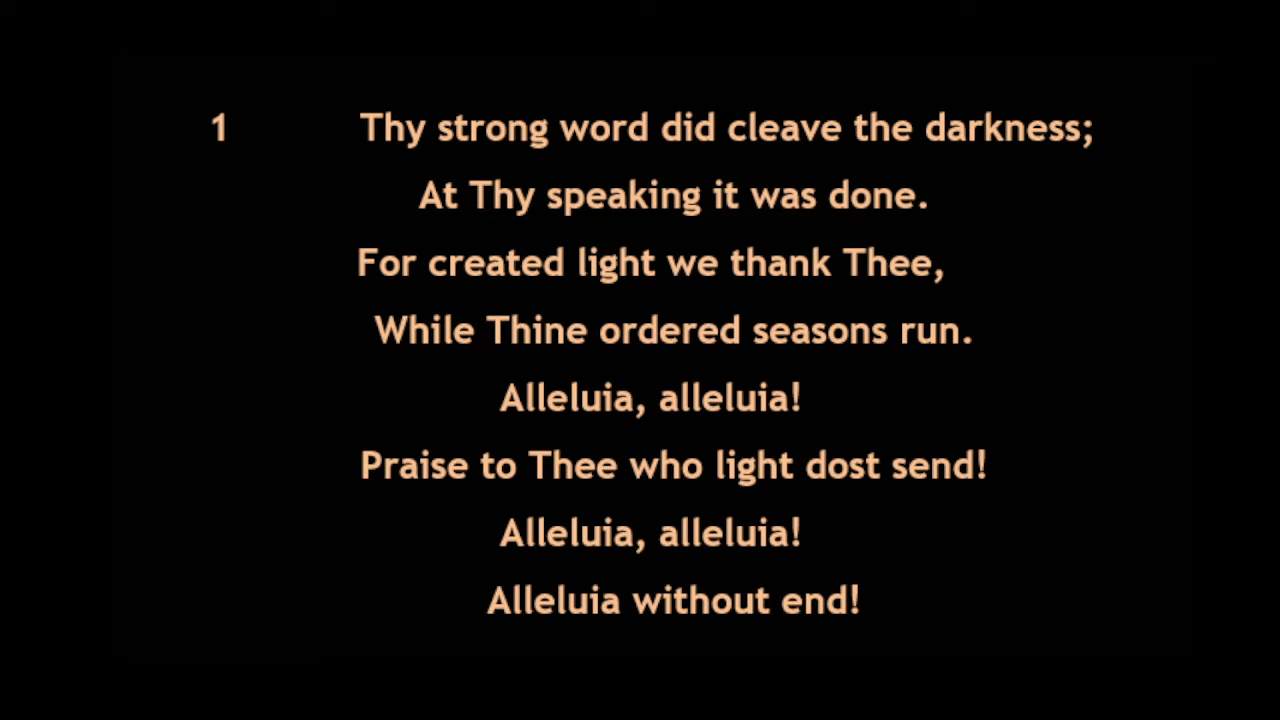 1 Thy strong word did cleave the darkness;
At Thy speaking it was done.
For created light we thank Thee,
While Thine ordered seasons run.
Alleluia, alleluia!
Praise to Thee who light dost send!
Alleluia, alleluia!
Alleluia without end!